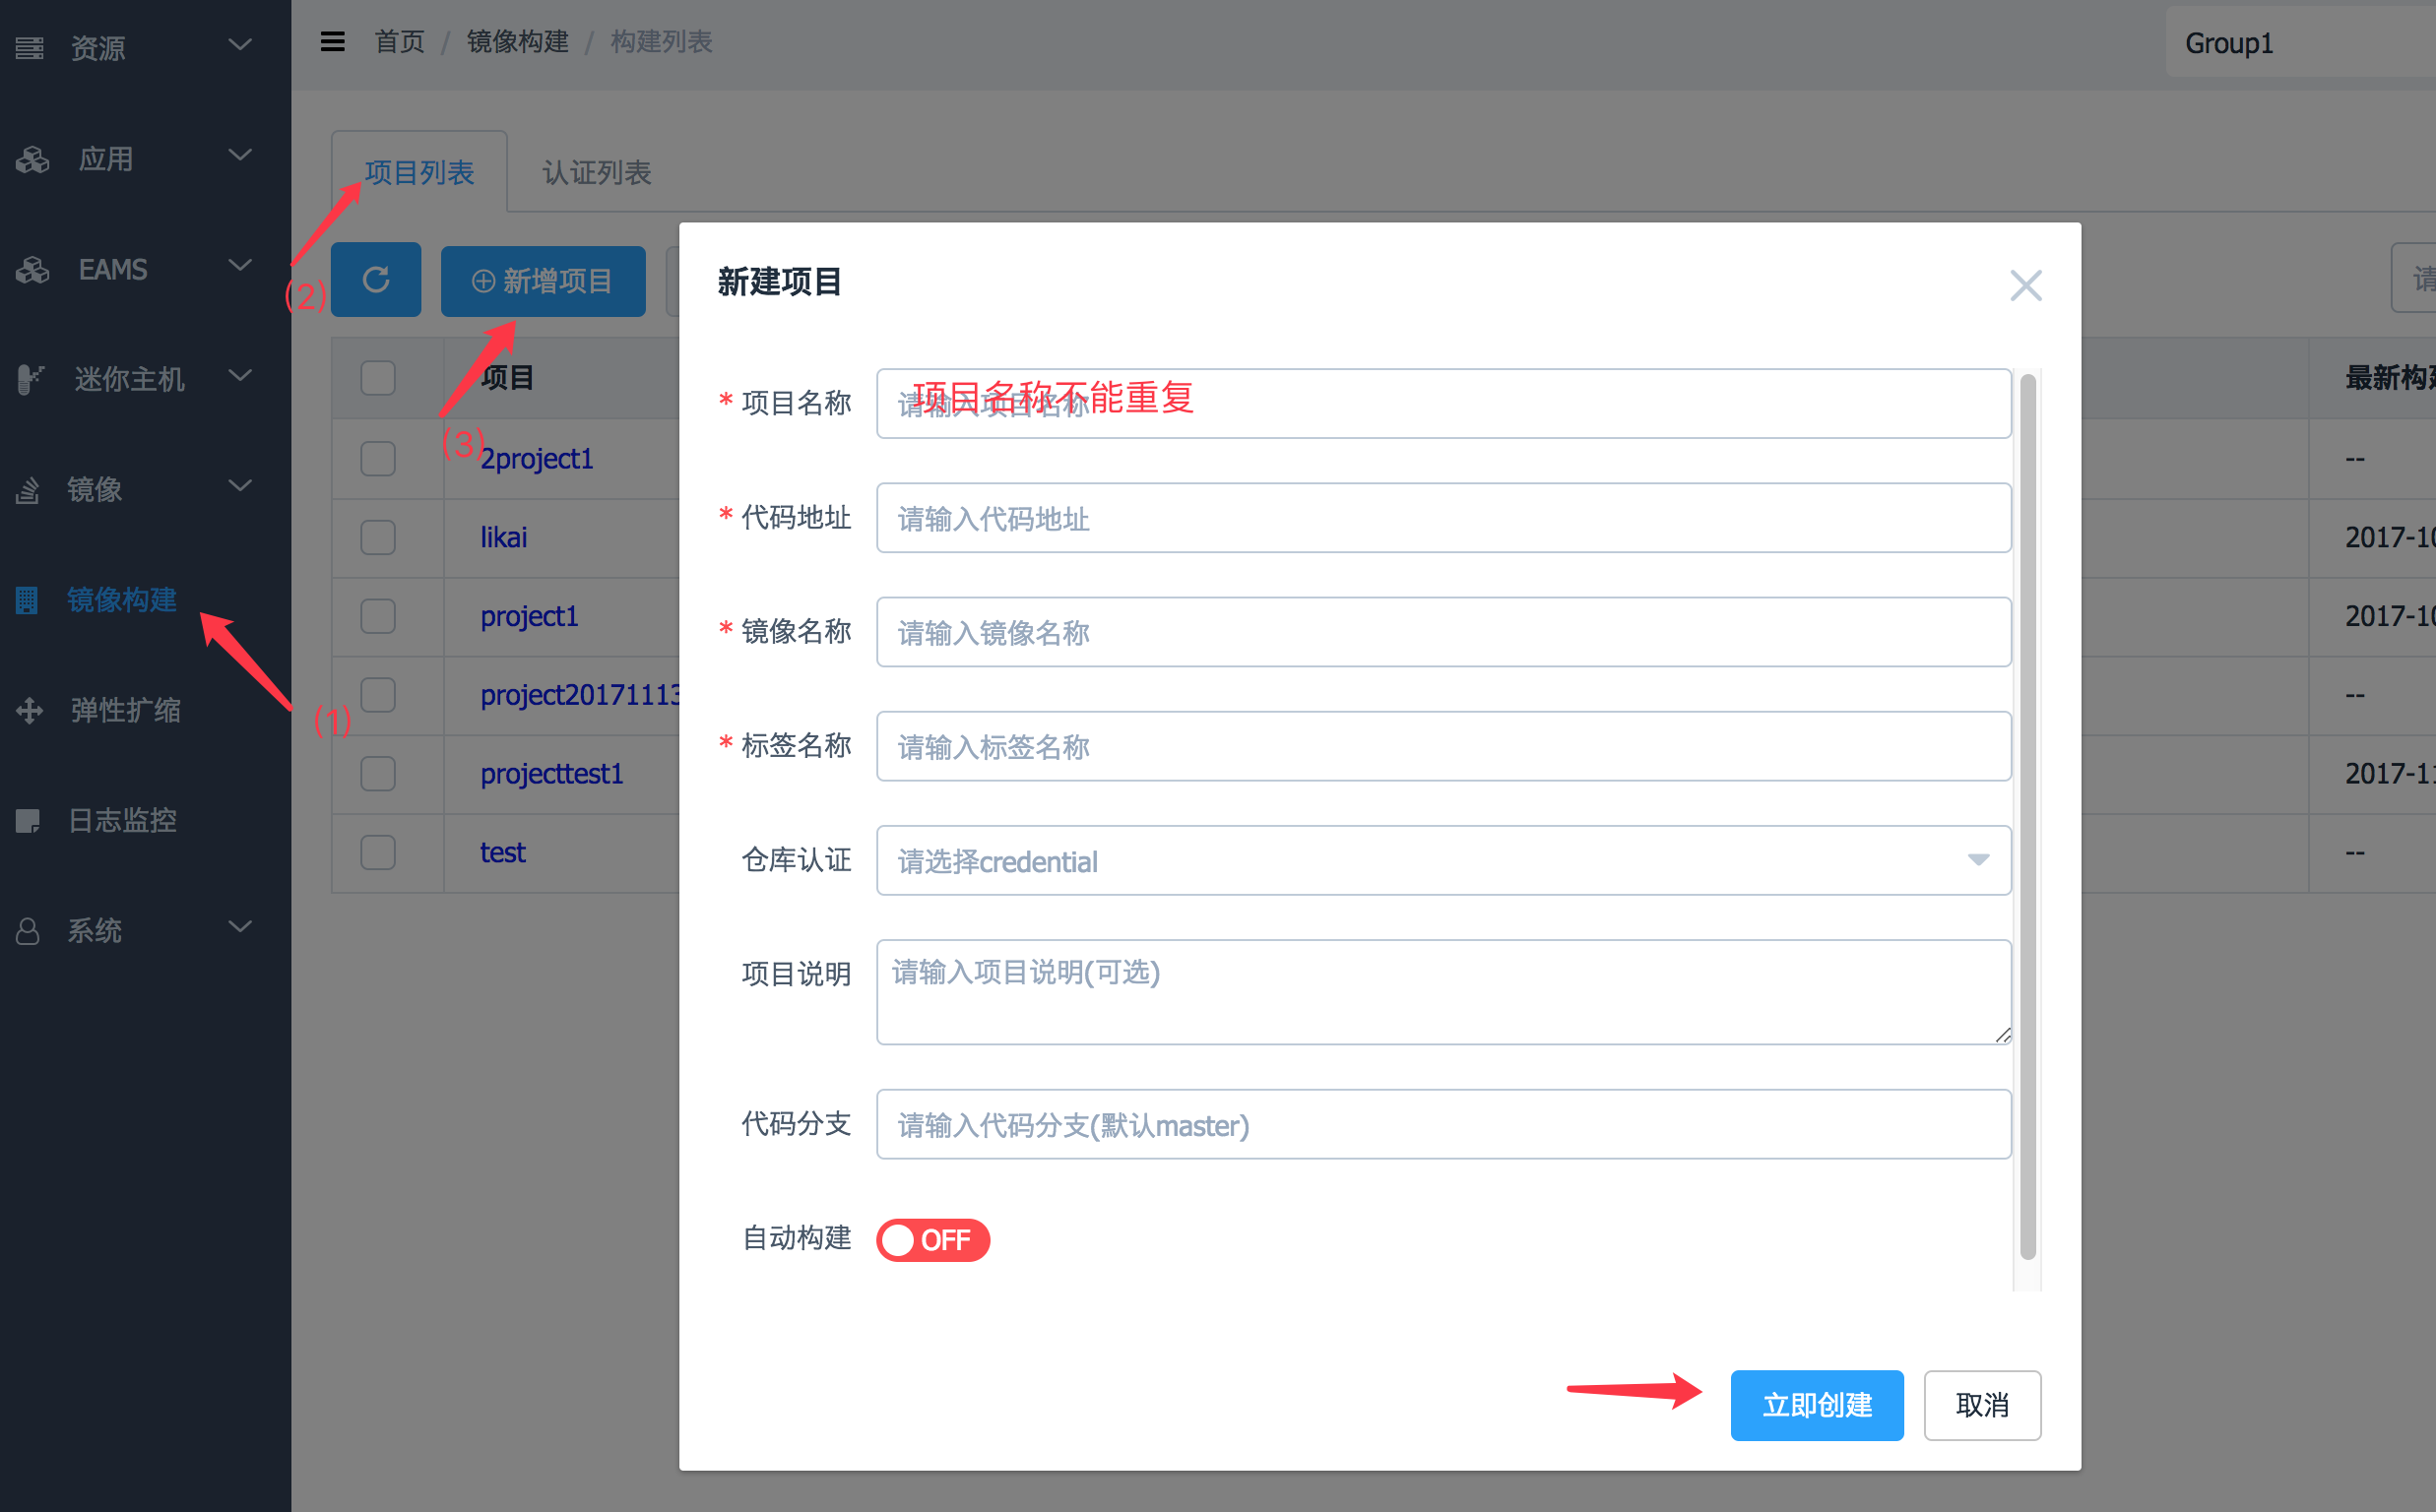 资源
应用
EAMS
迷你主机
镜像
镜像构建
弹性扩缩
日志监控
系统
首页 / 镜像构建 / 构建列表
Group1
项目列表
认证列表
新增项目
(1)
(2)
(3)
项目
最新构
2project1
--
likai
2017-10
project1
2017-10
project20171113
--
projecttest1
2017-11
test
--
新建项目
* 项目名称
请输入项目名称
项目名称不能重复
* 代码地址
请输入代码地址
* 镜像名称
请输入镜像名称
* 标签名称
请输入标签名称
仓库认证
请选择credential
项目说明
请输入项目说明(可选)
代码分支
请输入代码分支(默认master)
自动构建
OFF
立即创建
取消